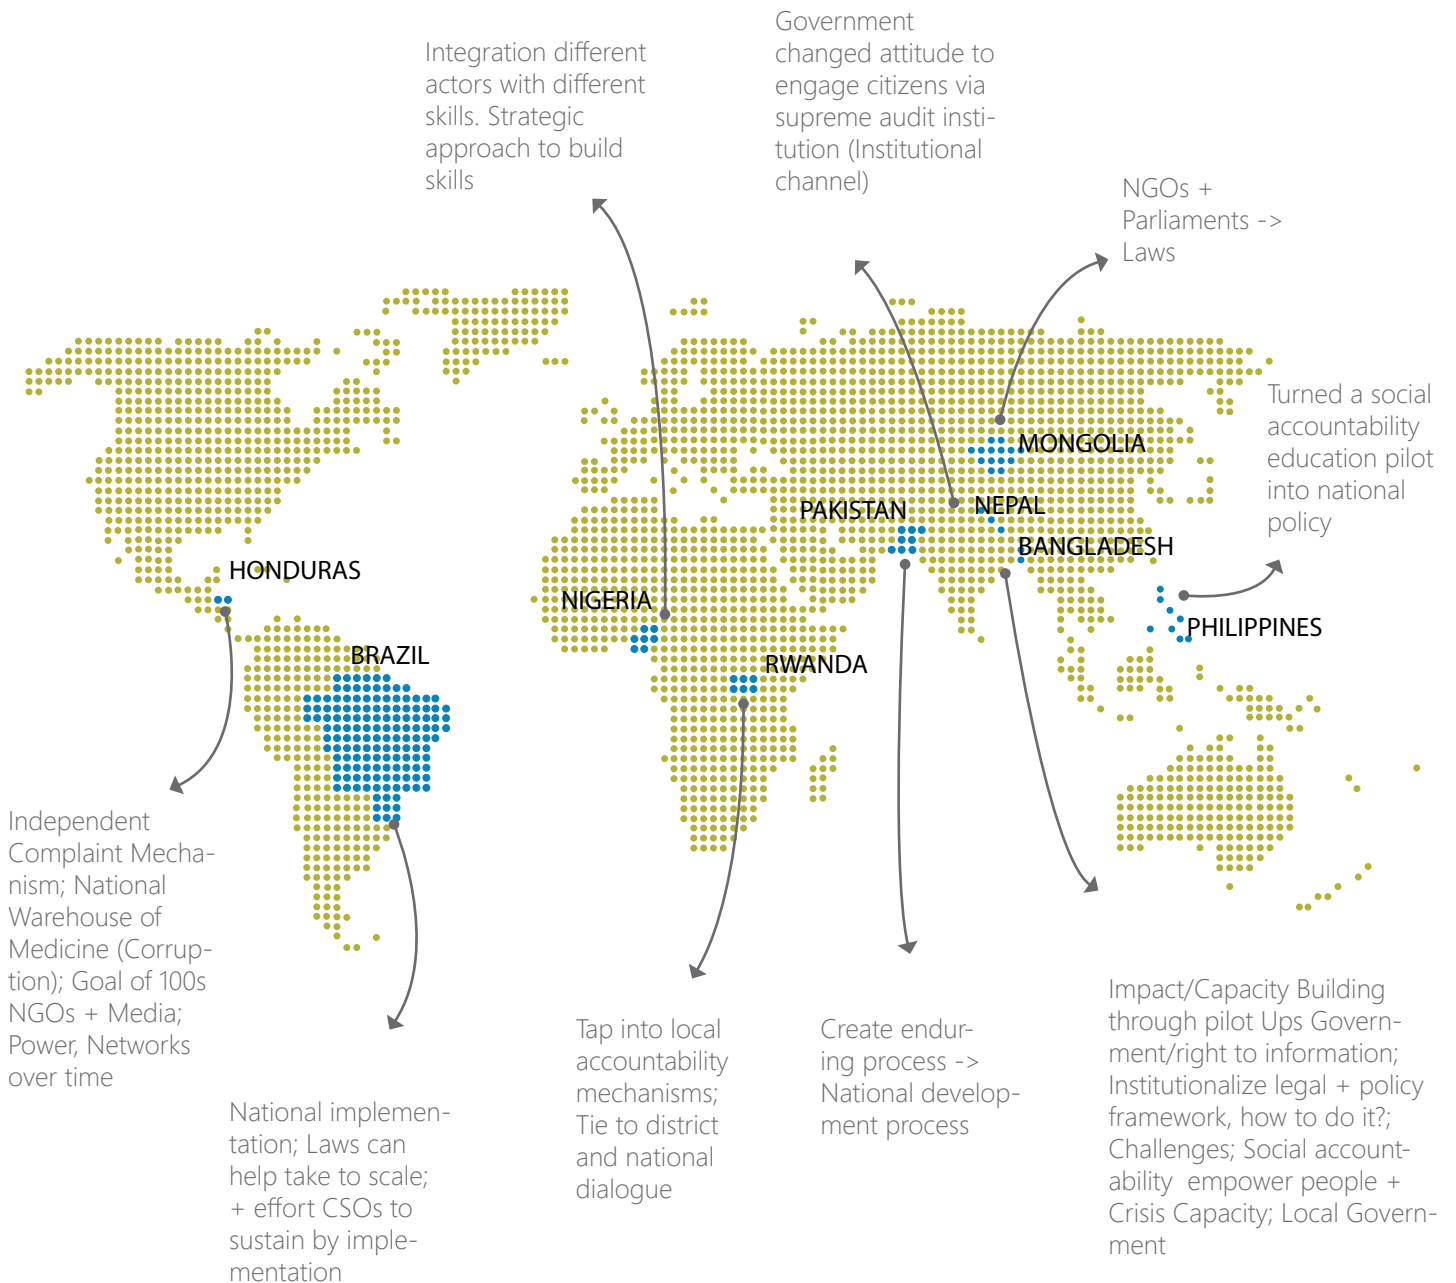 Government
changed attitude to
engage citizens via
supreme audit insti-
tution (Institutional
channel)
Integration different
actors with different
skills. Strategic
approach to build
skills
NGOs +
Parliaments ->
Laws
Turned a social
accountability
education pilot
into national
policy
MONGOLIA
PAKISTAN
NEPAL
BANGLADESH
HONDURAS
NIGERIA
PHILIPPINES
BRAZIL
RWANDA
Independent
Complaint Mecha-
nism; National
Warehouse of
Medicine (Corrup-
tion); Goal of 100s
NGOs + Media;
Power, Networks
over time
National implemen-
tation; Laws can
help take to scale;
+ effort CSOs to
sustain by imple-
mentation
Tap into local
accountability
mechanisms;
Tie to district
and national
dialogue
Create endur-
ing process ->
National develop-
ment process
Impact/Capacity Building
through pilot Ups Govern-
ment/right to information;
Institutionalize legal + policy
framework, how to do it?;
Challenges; Social account-
ability empower people +
Crisis Capacity; Local Govern-
ment